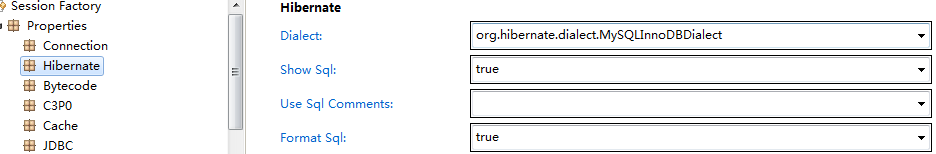 Session Factory
Properties
Connection
Hibernate
Bytecode
C3P0
Cache
JDBC
Hibernate
Dialect: org.hibernate.dialect.MySQLInnoDBDialect
Show Sql: true
Use Sql Comments:
Format Sql: true